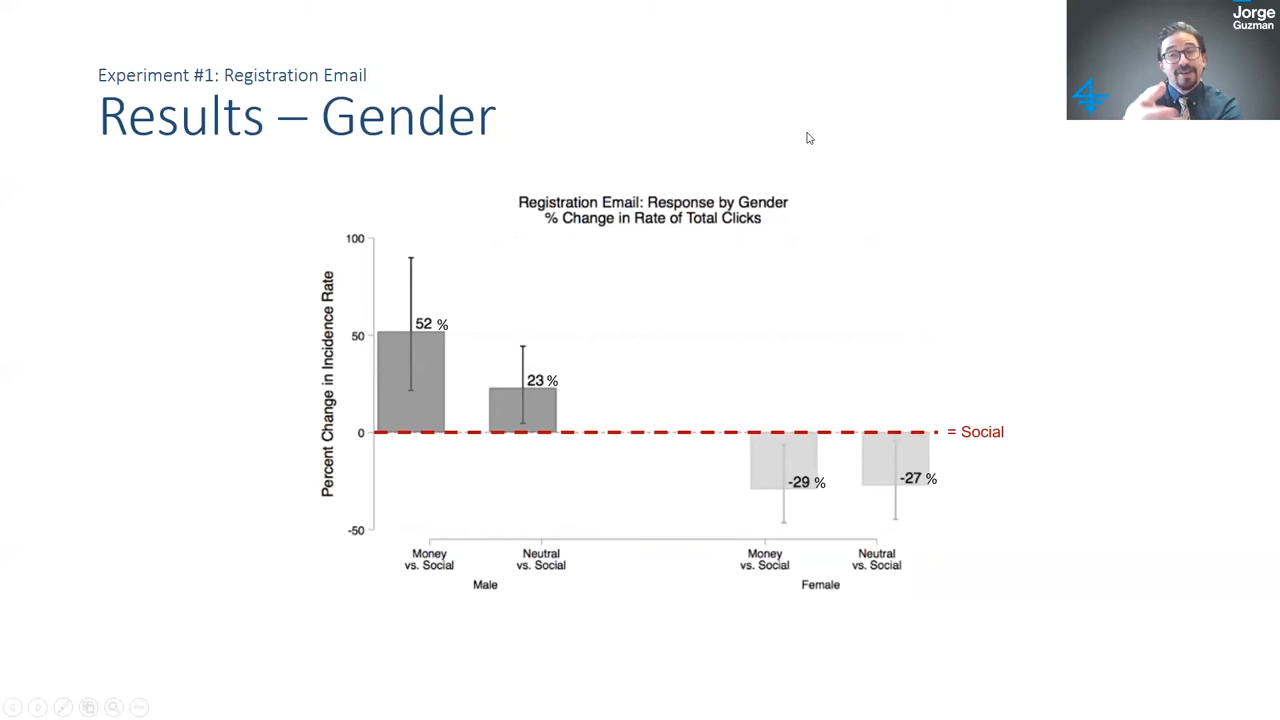 Jorge
Guzman
Experiment #1: Registration Email
Results – Gender
Registration Email: Response by Gender
% Change in Rate of Total Clicks
Percent Change in Incidence Rate
100
50
0
-50
52 %
23 %
-29 %
-27 %
= Social
Money
vs. Social
Neutral
vs. Social
Money
vs. Social
Neutral
vs. Social
Male
Female